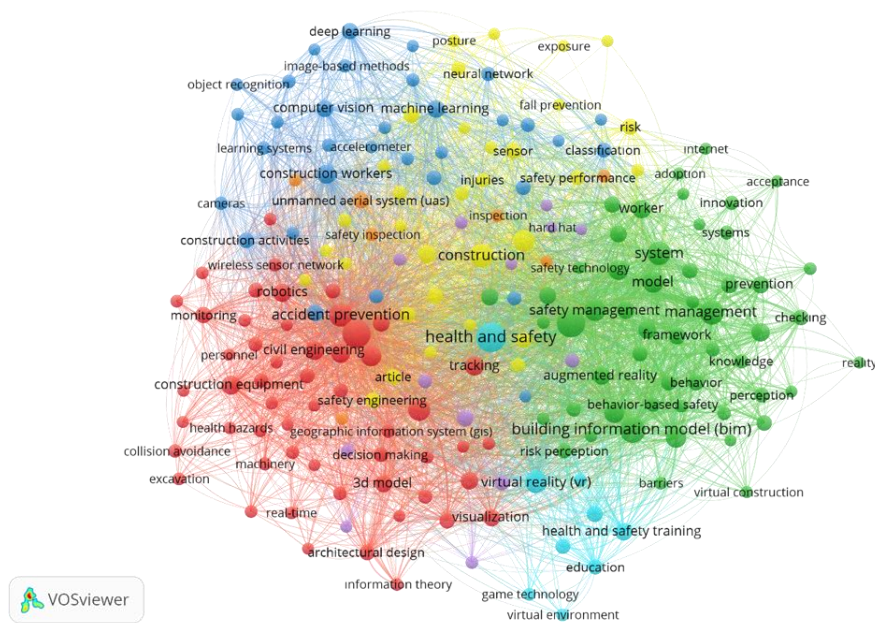 deep learning
posture
exposure
image-based methods
neural network
object recognition
computer vision
machine learning
fall prevention
risk
learning systems
accelerometer
sensor
classification
internet
construction workers
injuries
safety performance
adoption
acceptance
cameras
unmanned aerial system (uas)
inspection
worker
innovation
construction activities
safety inspection
hard hat
systems
wireless sensor network
construction
safety technology
system
robotics
model
prevention
monitoring
accident prevention
safety management
management
checking
health and safety
framework
personnel
civil engineering
tracking
knowledge
reality
construction equipment
article
augmented reality
behavior
safety engineering
behavior-based safety
perception
health hazards
geographic information system (gis)
building information model (bim)
collision avoidance
decision making
risk perception
machinery
excavation
3d model
virtual reality (vr)
barriers
virtual construction
real-time
visualization
health and safety training
architectural design
education
information theory
game technology
VOSviewer
virtual environment